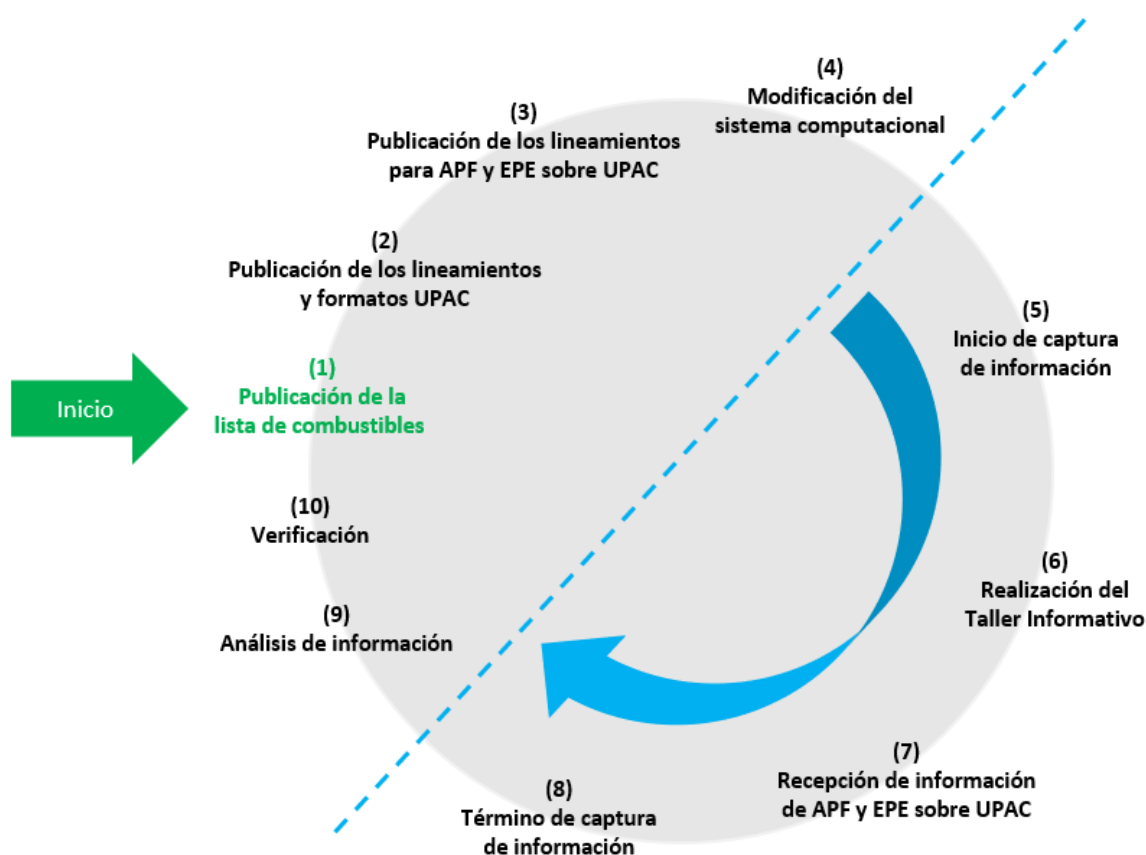 Inicio
(1)
Publicación de la
lista de combustibles
(2)
Publicación de los lineamientos
y formatos UPAC
(3)
Publicación de los lineamientos
para APF y EPE sobre UPAC
(4)
Modificación del
sistema computacional
(5)
Inicio de captura
de información
(6)
Realización del
Taller Informativo
(7)
Recepción de información
de APF y EPE sobre UPAC
(8)
Término de captura
de información
(9)
Análisis de información
(10)
Verificación